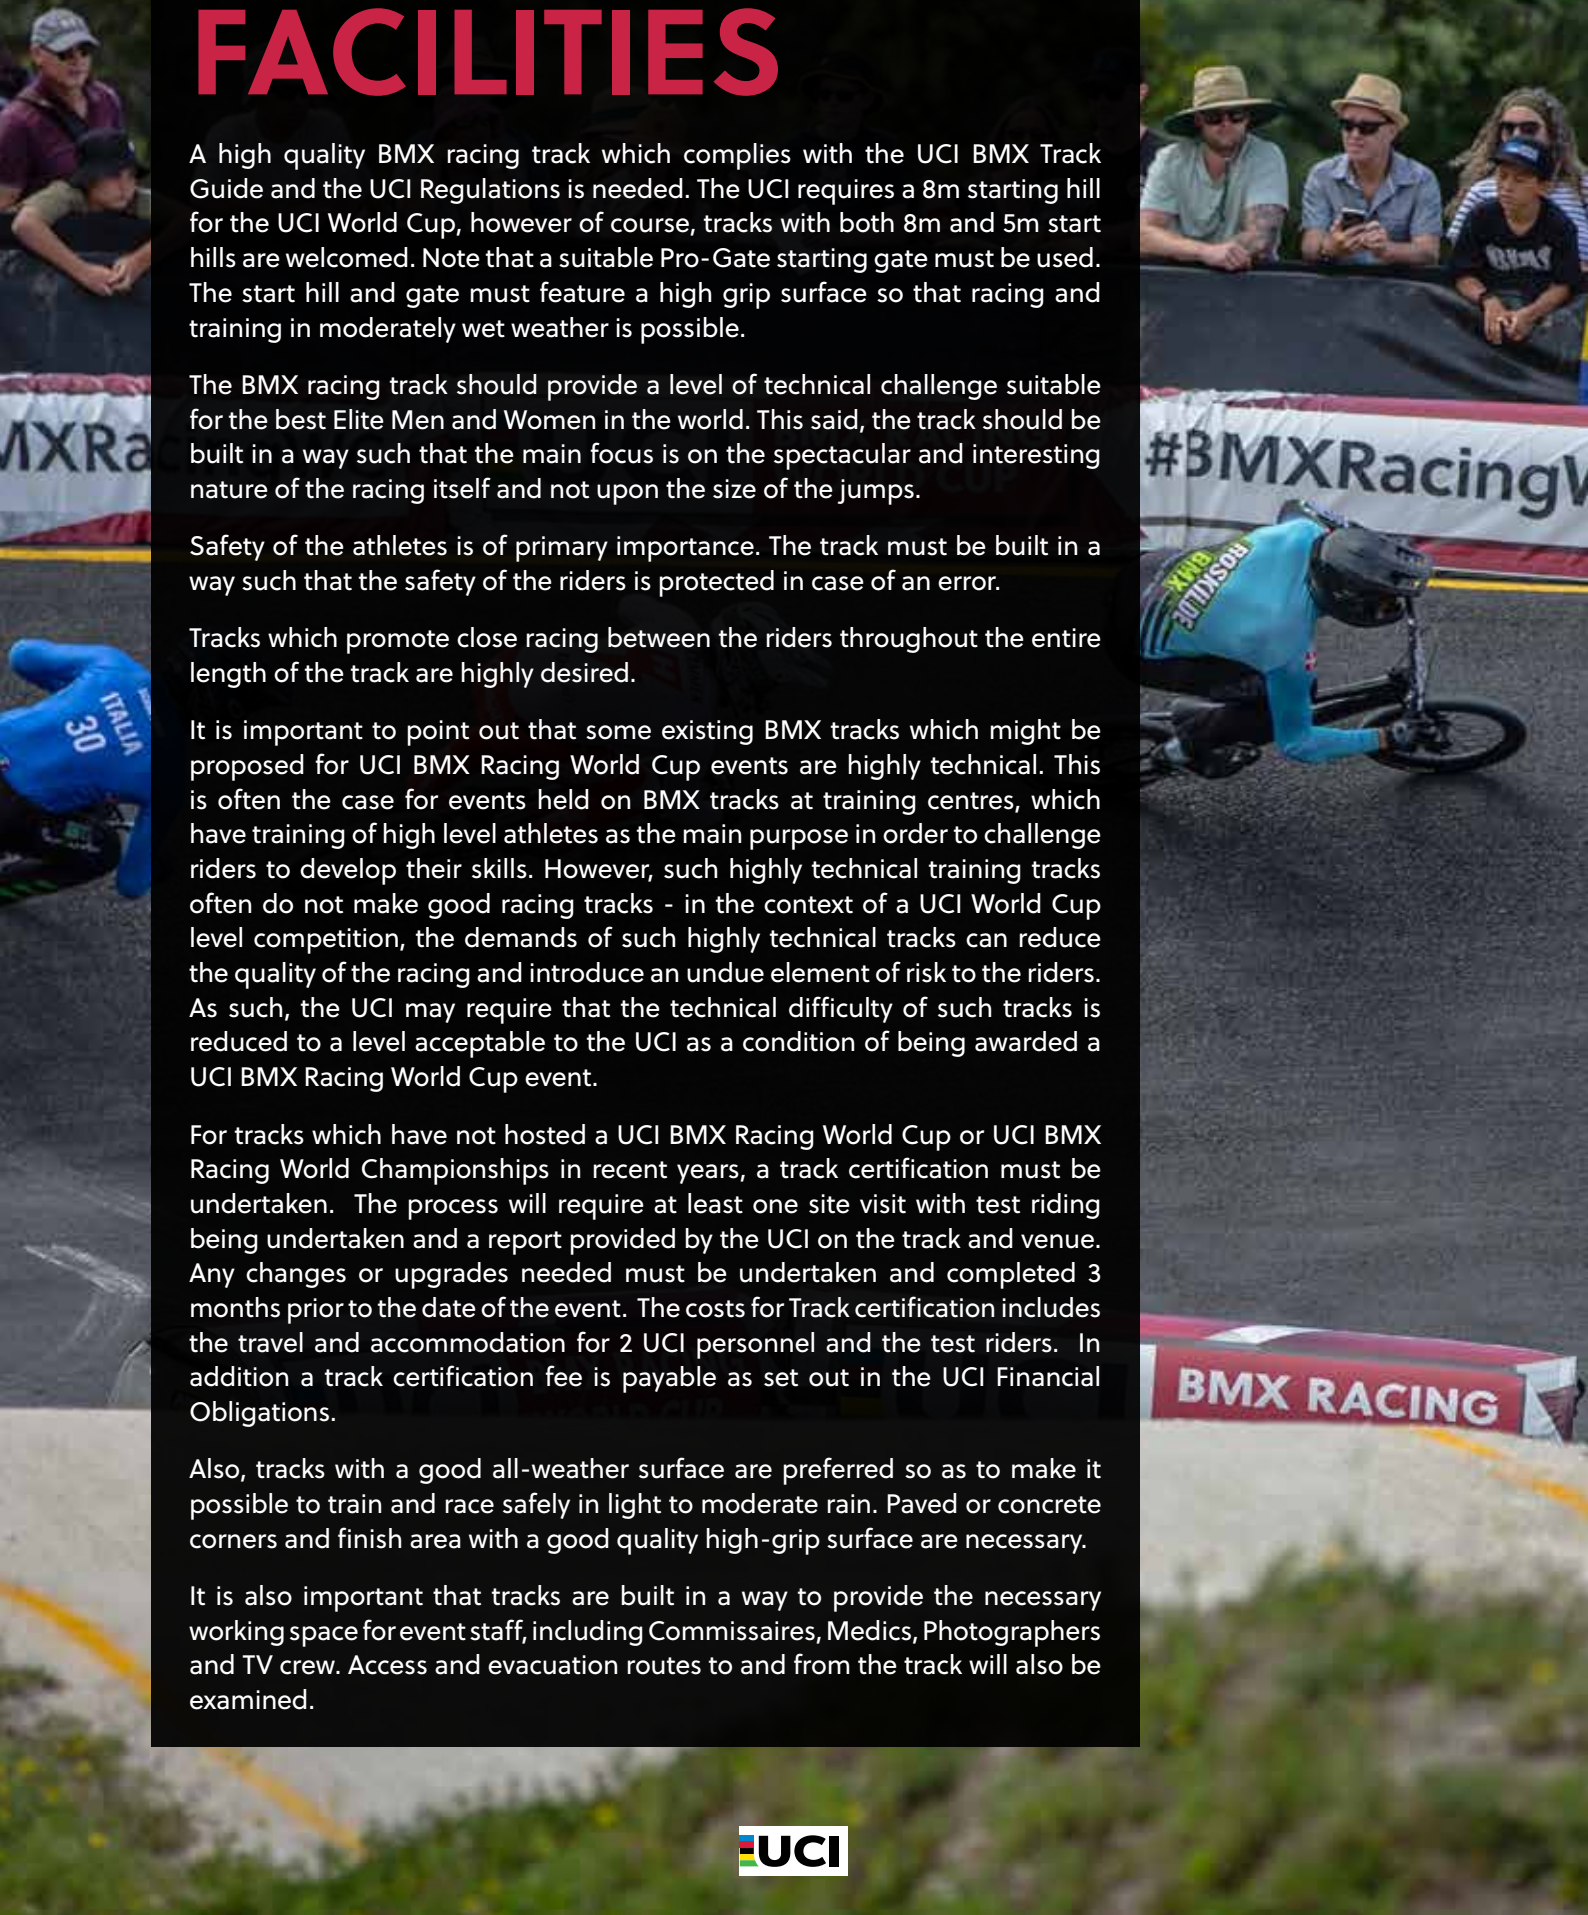 FACILITIES
A high quality BMX racing track which complies with the UCI BMX Track
Guide and the UCI Regulations is needed. The UCI requires a 8m starting hill
for the UCI World Cup, however of course, tracks with both 8m and 5m start
hills are welcomed. Note that a suitable Pro-Gate starting gate must be used.
The start hill and gate must feature a high grip surface so that racing and
training in moderately wet weather is possible.
The BMX racing track should provide a level of technical challenge suitable
for the best Elite Men and Women in the world. This said, the track should be
built in a way such that the main focus is on the spectacular and interesting
nature of the racing itself and not upon the size of the jumps.
Safety of the athletes is of primary importance. The track must be built in a
way such that the safety of the riders is protected in case of an error.
Tracks which promote close racing between the riders throughout the entire
length of the track are highly desired.
It is important to point out that some existing BMX tracks which might be
proposed for UCI BMX Racing World Cup events are highly technical. This
is often the case for events held on BMX tracks at training centres, which
have training of high level athletes as the main purpose in order to challenge
riders to develop their skills. However, such highly technical training tracks
often do not make good racing tracks - in the context of a UCI World Cup
level competition, the demands of such highly technical tracks can reduce
the quality of the racing and introduce an undue element of risk to the riders.
As such, the UCI may require that the technical difficulty of such tracks is
reduced to a level acceptable to the UCI as a condition of being awarded a
UCI BMX Racing World Cup event.
For tracks which have not hosted a UCI BMX Racing World Cup or UCI BMX
Racing World Championships in recent years, a track certification must be
undertaken. The process will require at least one site visit with test riding
being undertaken and a report provided by the UCI on the track and venue.
Any changes or upgrades needed must be undertaken and completed 3
months prior to the date of the event. The costs for Track certification includes
the travel and accommodation for 2 UCI personnel and the test riders. In
addition a track certification fee is payable as set out in the UCI Financial
Obligations.
Also, tracks with a good all-weather surface are preferred so as to make it
possible to train and race safely in light to moderate rain. Paved or concrete
corners and finish area with a good quality high-grip surface are necessary.
It is also important that tracks are built in a way to provide the necessary
working space for event staff, including Commissaires, Medics, Photographers
and TV crew. Access and evacuation routes to and from the track will also be
examined.
MXRa
#BMXRacingW
ROSKILDE
BMX
ITALIA
30
BMX RACING
UCI